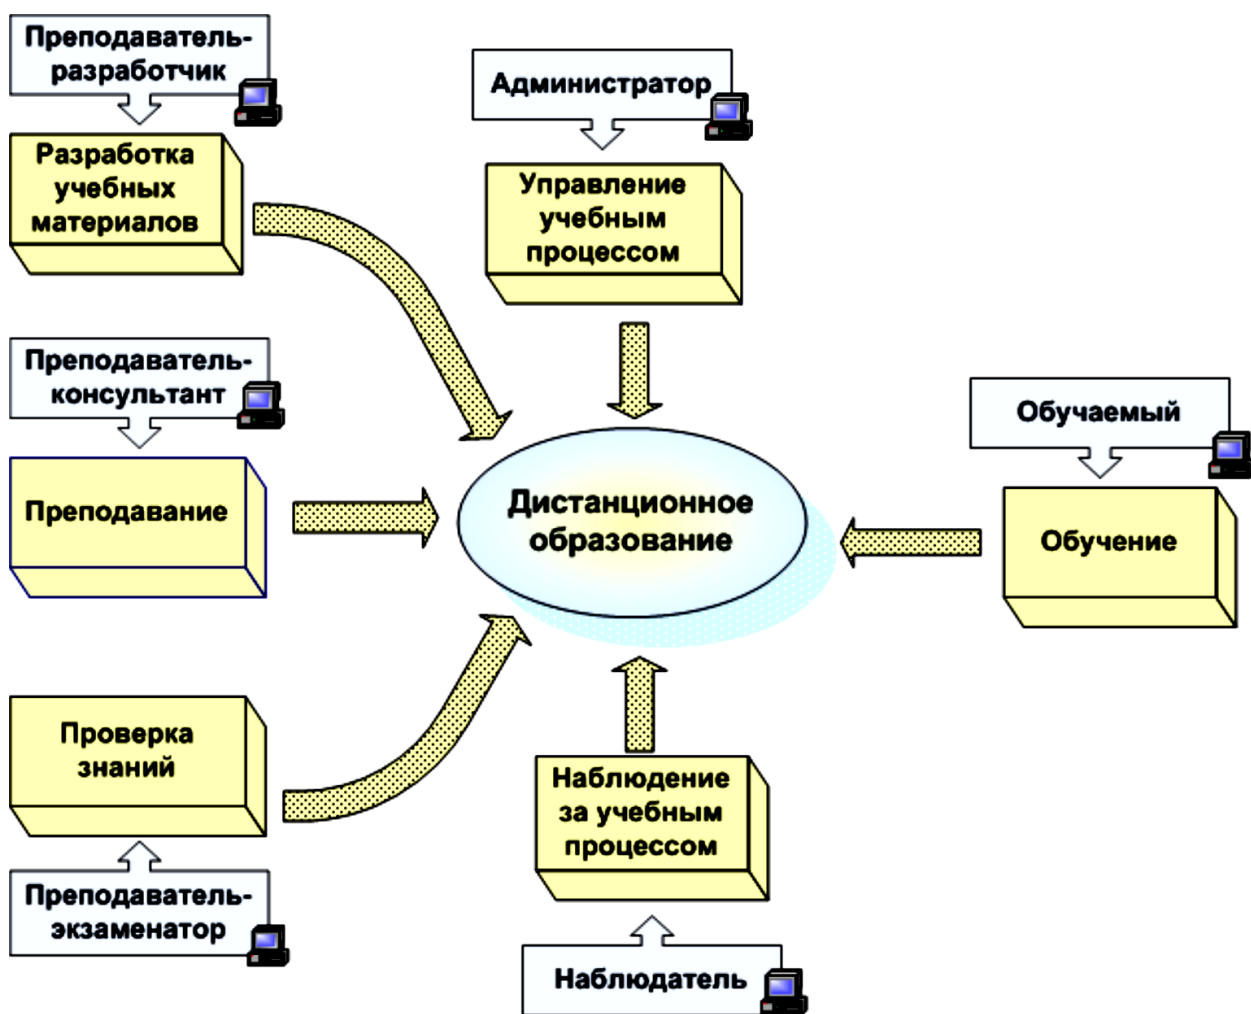 Преподаватель-
разработчик
Администратор
Разработка
учебных
материалов
Управление
учебным
процессом
Преподаватель-
консультант
Обучаемый
Преподавание
Дистанционное
образование
Обучение
Проверка
знаний
Наблюдение
за учебным
процессом
Преподаватель-
экзаменатор
Наблюдатель